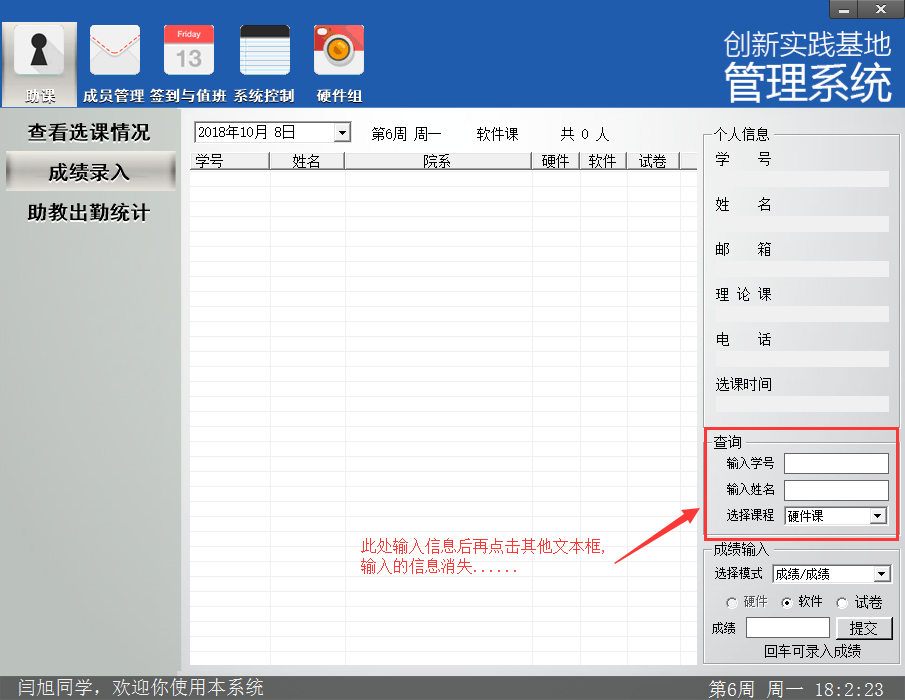 创新实践基地
管理系统
Friday
13
助课 成员管理 签到与值班 系统控制 硬件组
查看选课情况
成绩录入
助教出勤统计
2018年10月 8日 第6周 周一 软件课 共 0 人
学号 姓名 院系 硬件 软件 试卷
个人信息
学 号
姓 名
邮 箱
理 论 课
电 话
选课时间
查询
输入学号
输入姓名
选择课程 硬件课
此处输入信息后再点击其他文本框,
输入的信息消失......
成绩输入
选择模式 成绩/成绩
硬件 软件 试卷
成绩 提交
回车可录入成绩
闫旭同学，欢迎你使用本系统 第6周 周一 18:2:23